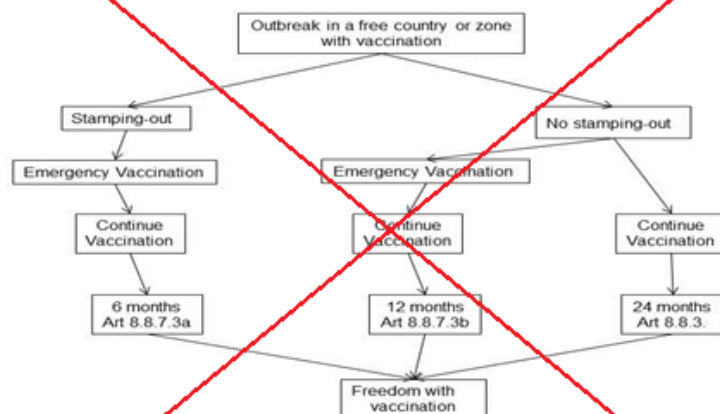 Outbreak in a free country or zone
with vaccination
Stamping-out
No stamping-out
Emergency Vaccination
Emergency Vaccination
Continue
Vaccination
Continue
Vaccination
Continue
Vaccination
6 months
Art 8.8.7.3a
12 months
Art 8.8.7.3b
24 months
Art 8.8.3.
Freedom with
vaccination